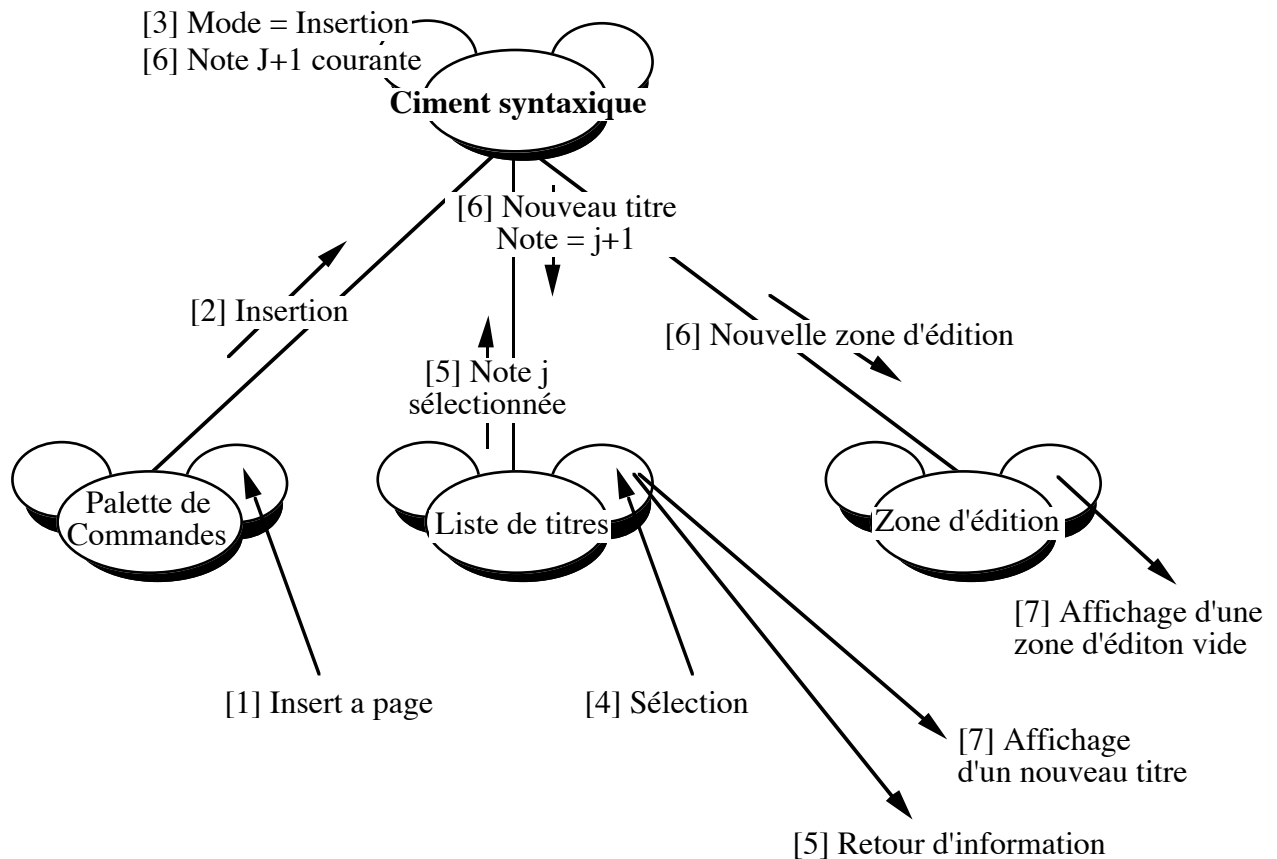 [3] Mode = Insertion
[6] Note J+1 courante
Ciment syntaxique
[6] Nouveau titre
Note = j+1
[2] Insertion
[6] Nouvelle zone d'édition
[5] Note j
sélectionnée
Palette de
Commandes
Liste de titres
Zone d'édition
[7] Affichage d'une
zone d'éditon vide
[1] Insert a page
[4] Sélection
[7] Affichage
d'un nouveau titre
[5] Retour d'information